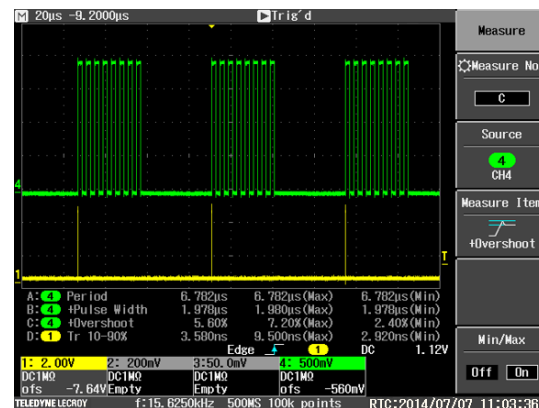 M 20µs -9.2000µs Trig'd
Measure
Measure No
C
Source
4
CH4
Measure Item
+Overshoot
Min/Max
Off On
4
T
1
A: 4 Period 6.782µs 6.782µs(Max) 6.782µs(Min)
B: 4 +Pulse Width 1.978µs 1.980µs(Max) 1.978µs(Min)
C: 4 +Overshoot 5.60% 7.20%(Max) 2.40%(Min)
D: 1 Tr 10-90% 3.580ns 9.500ns(Max) 2.920ns(Min)
Edge 1 DC 1.12V
1: 2.00V 2: 200mV 3:50.0mV 4: 500mV
DC1MΩ DC1MΩ DC1MΩ DC1MΩ
ofs -7.64V Empty Empty ofs -560mV
TELEDYNE LECROY f:15.6250kHz 500MS 100k points RTC:2014/07/07 11:03:36